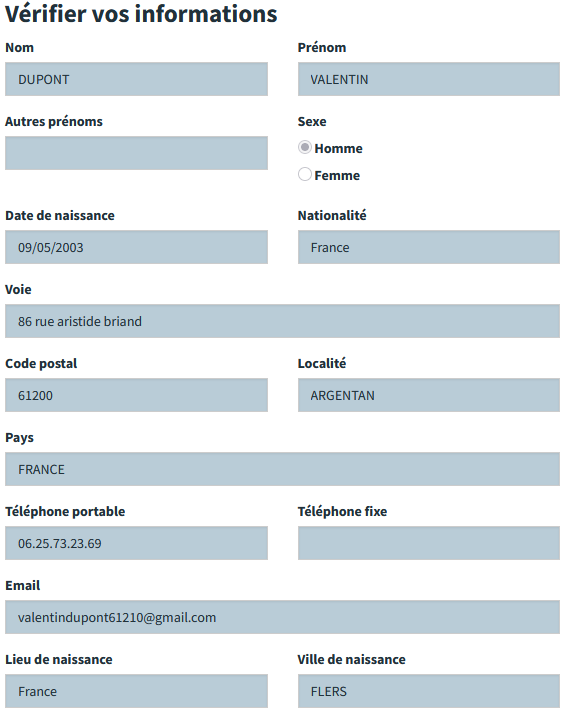 Vérifier vos informations
Nom Prénom
DUPONT VALENTIN
Autres prénoms Sexe
Homme
Femme
Date de naissance Nationalité
09/05/2003 France
Voie
86 rue aristide briand
Code postal Localité
61200 ARGENTAN
Pays
FRANCE
Téléphone portable Téléphone fixe
06.25.73.23.69
Email
valentindupont61210@gmail.com
Lieu de naissance Ville de naissance
France FLERS